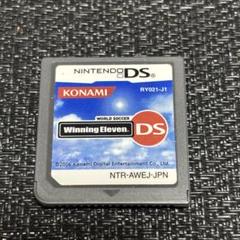 NINTENDO DS
RY021-J1
KONAMI
WORLD SOCCER
Winning Eleven. DS
©2006 Konami Digital Entertainment Co., Ltd.
NTR-AWEJ-JPN